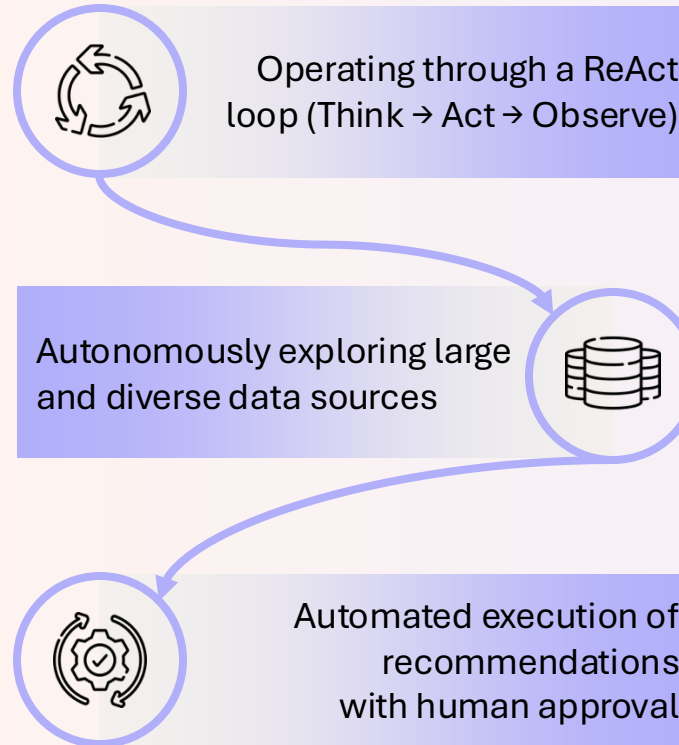 Operating through a ReAct
loop (Think → Act → Observe)
Autonomously exploring large
and diverse data sources
Automated execution of
recommendations
with human approval